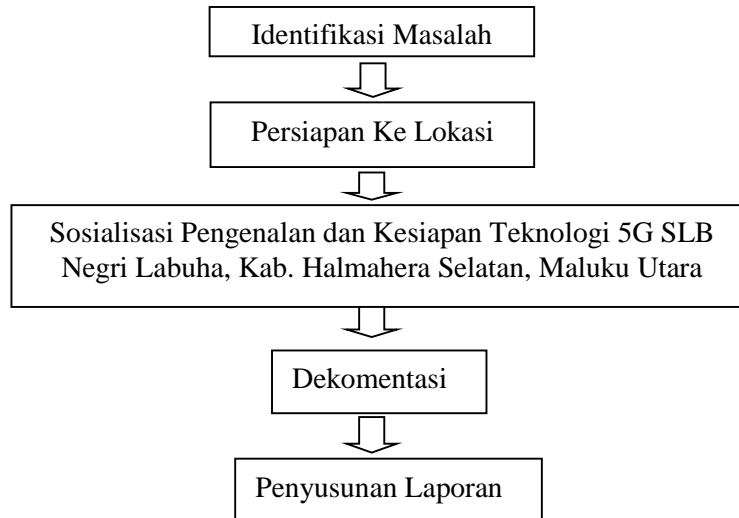 Identifikasi Masalah
Persiapan Ke Lokasi
Sosialisasi Pengenalan dan Kesiapan Teknologi 5G SLB
Negri Labuha, Kab. Halmahera Selatan, Maluku Utara
Dekomentasi
Penyusunan Laporan